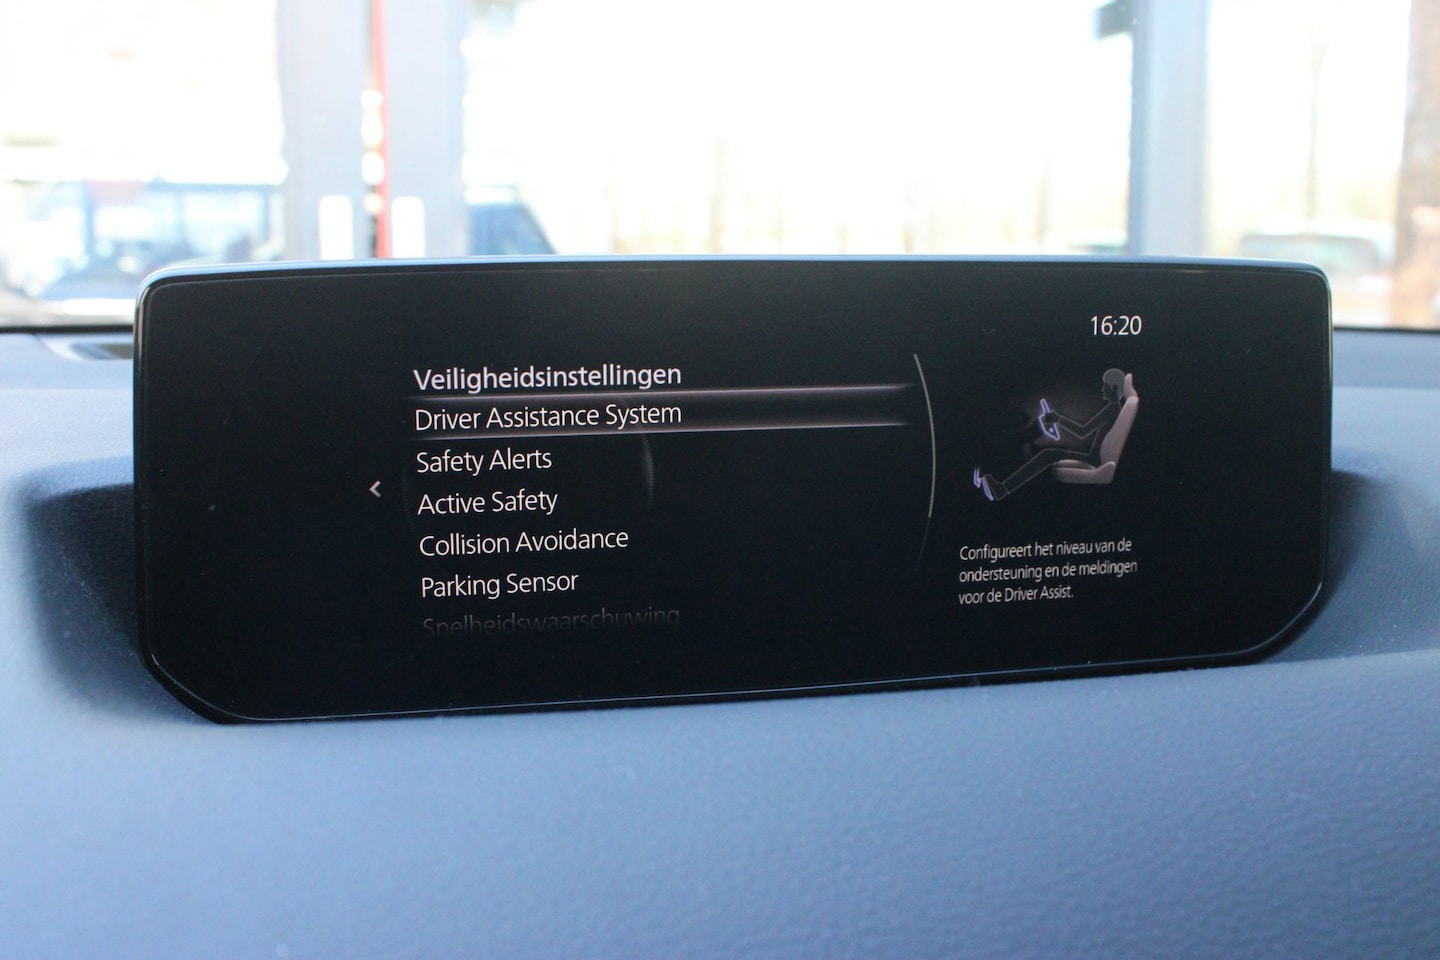 16:20
Veiligheidsinstellingen
Driver Assistance System
Safety Alerts
Active Safety
Collision Avoidance
Parking Sensor
Snelheidswaarschuwing
Configureert het niveau van de
ondersteuning en de meldingen
voor de Driver Assist.